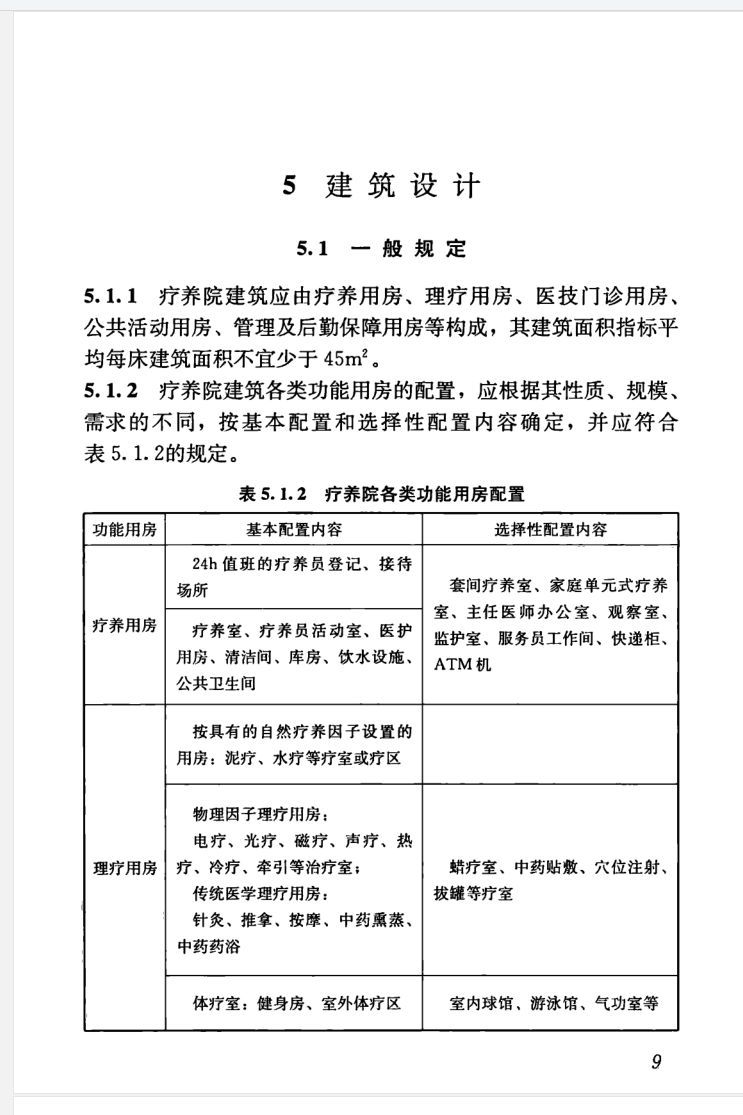 5 建筑设计
5.1 一般规定
5.1.1 疗养院建筑应由疗养用房、理疗用房、医技门诊用房、
公共活动用房、管理及后勤保障用房等构成，其建筑面积指标平
均每床建筑面积不宜少于45m²。
5.1.2 疗养院建筑各类功能用房的配置，应根据其性质、规模、
需求的不同，按基本配置和选择性配置内容确定，并应符合
表5.1.2的规定。
表5.1.2 疗养院各类功能用房配置
功能用房 基本配置内容 选择性配置内容
疗养用房
24h值班的疗养员登记、接待
场所
疗养室、疗养员活动室、医护
用房、清洁间、库房、饮水设施、
公共卫生间
套间疗养室、家庭单元式疗养
室、主任医师办公室、观察室、
监护室、服务员工作间、快递柜、
ATM机
理疗用房
按具有的自然疗养因子设置的
用房：泥疗、水疗等疗室或疗区
物理因子理疗用房：
电疗、光疗、磁疗、声疗、热
疗、冷疗、牵引等治疗室；
传统医学理疗用房：
针灸、推拿、按摩、中药熏蒸、
中药药浴
蜡疗室、中药贴敷、穴位注射、
拔罐等疗室
体疗室：健身房、室外体疗区
室内球馆、游泳馆、气功室等
9